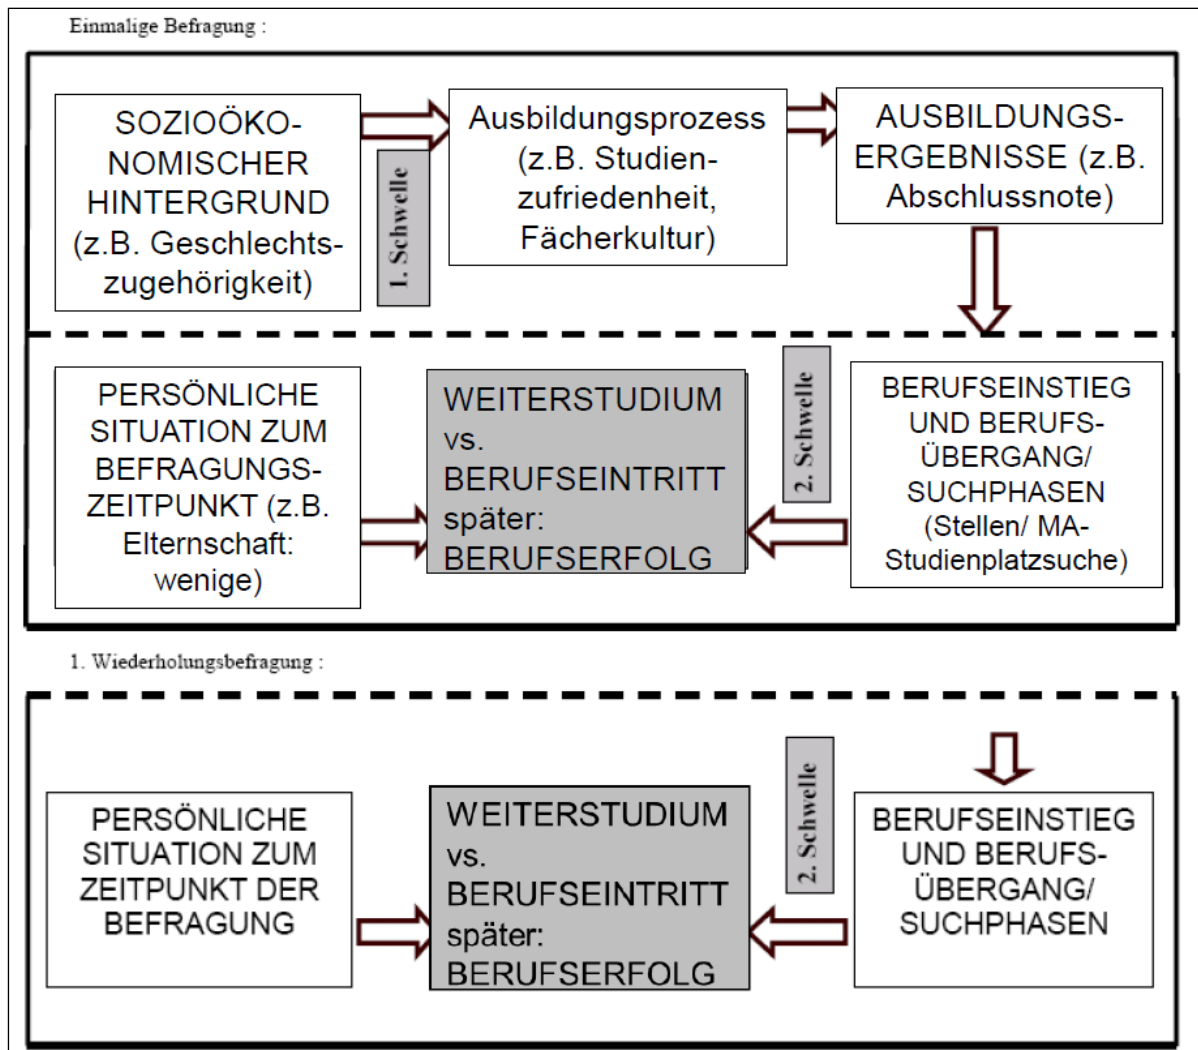 Einmalige Befragung :
SOZIOÖKO-
NOMISCHER
HINTERGRUND
(z.B. Geschlechts-
zugehörigkeit)
1. Schwelle
Ausbildungsprozess
(z.B. Studien-
zufriedenheit,
Fächerkultur)
AUSBILDUNGS-
ERGEBNISSE (z.B.
Abschlussnote)
PERSÖNLICHE
SITUATION ZUM
BEFRAGUNGS-
ZEITPUNKT (z.B.
Elternschaft:
wenige)
WEITERSTUDIUM
vs.
BERUFSEINTRITT
später:
BERUFSERFOLG
2. Schwelle
BERUFSEINSTIEG
UND BERUFS-
ÜBERGANG/
SUCHPHASEN
(Stellen/ MA-
Studienplatzsuche)
1. Wiederholungsbefragung :
PERSÖNLICHE
SITUATION ZUM
ZEITPUNKT DER
BEFRAGUNG
WEITERSTUDIUM
vs.
BERUFSEINTRITT
später:
BERUFSERFOLG
2. Schwelle
BERUFSEINSTIEG
UND BERUFS-
ÜBERGANG/
SUCHPHASEN